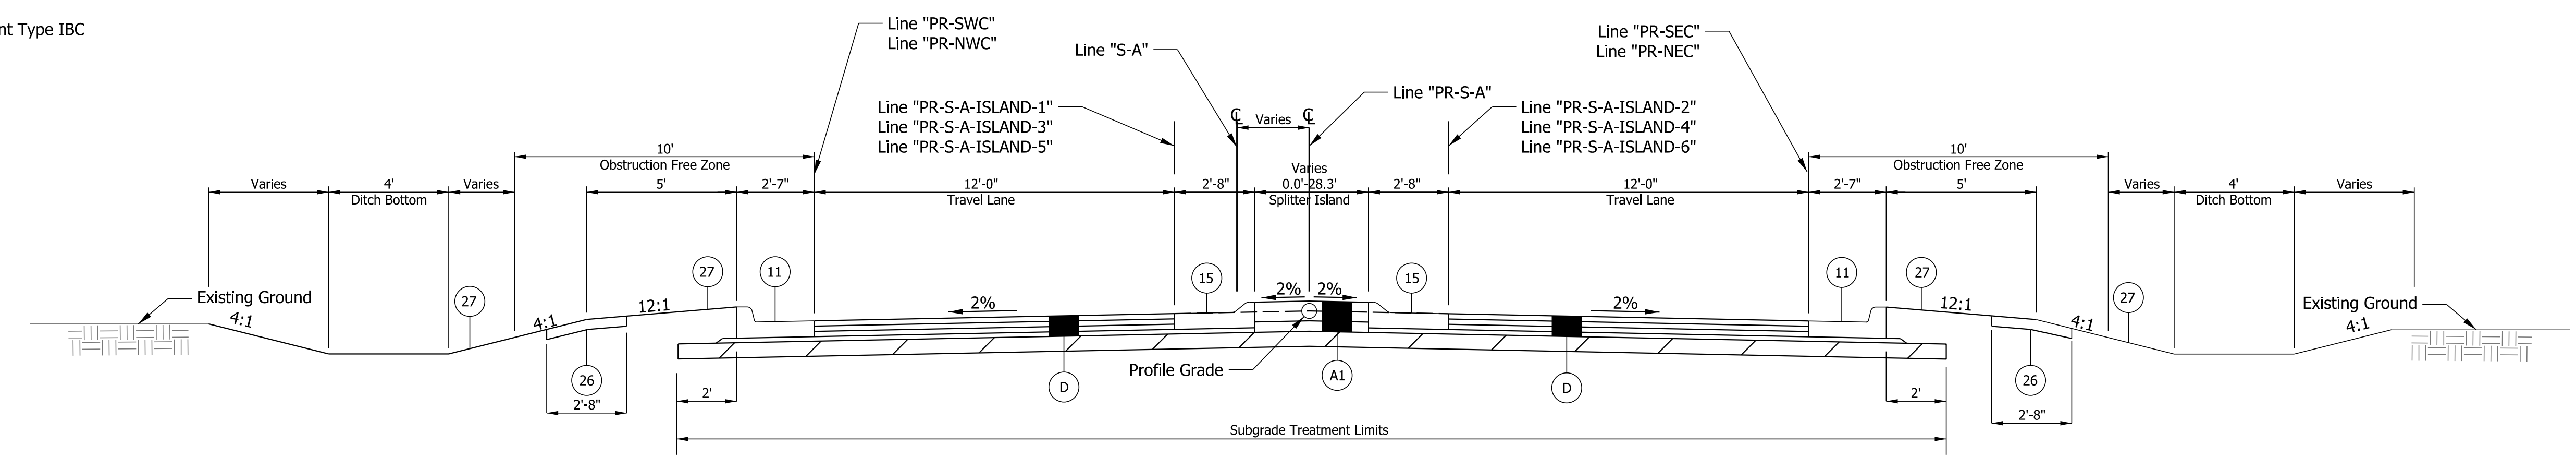 nt Type IBC
Line "PR-SWC"
Line "PR-NWC"
Line "S-A"
Line "PR-SEC"
Line "PR-NEC"
Line "PR-S-A"
Line "PR-S-A-ISLAND-1"
Line "PR-S-A-ISLAND-3"
Line "PR-S-A-ISLAND-5"
Line "PR-S-A-ISLAND-2"
Line "PR-S-A-ISLAND-4"
Line "PR-S-A-ISLAND-6"
℄ Varies ℄
10'
Obstruction Free Zone
10'
Obstruction Free Zone
Varies
Varies 4' Varies 5' 2'-7" 12'-0" 2'-8" 0.0'-28.3' 2'-8" 12'-0" 2'-7" 5' Varies 4' Varies
Ditch Bottom Travel Lane Splitter Island Travel Lane Ditch Bottom
27 11 15 15 11 27
2% 2%
Existing Ground 27 12:1 2% 2% 12:1 27 Existing Ground
4:1 4:1 4:1 4:1
Profile Grade
26 D A1 D 26
2'-8" 2' 2' 2'-8"
Subgrade Treatment Limits